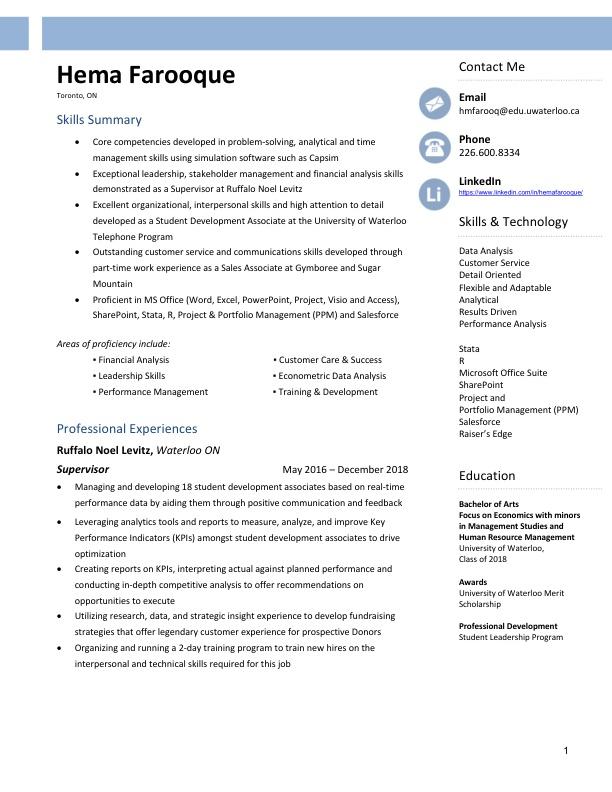 Hema Farooque
Toronto, ON
Skills Summary
• Core competencies developed in problem-solving, analytical and time
management skills using simulation software such as Capsim
• Exceptional leadership, stakeholder management and financial analysis skills
demonstrated as a Supervisor at Ruffalo Noel Levitz
• Excellent organizational, interpersonal skills and high attention to detail
developed as a Student Development Associate at the University of Waterloo
Telephone Program
• Outstanding customer service and communications skills developed through
part-time work experience as a Sales Associate at Gymboree and Sugar
Mountain
• Proficient in MS Office (Word, Excel, PowerPoint, Project, Visio and Access),
SharePoint, Stata, R, Project & Portfolio Management (PPM) and Salesforce
Areas of proficiency include:
▪ Financial Analysis
▪ Customer Care & Success
▪ Leadership Skills
▪ Econometric Data Analysis
▪ Performance Management
▪ Training & Development
Professional Experiences
Ruffalo Noel Levitz, Waterloo ON
Supervisor May 2016 – December 2018
• Managing and developing 18 student development associates based on real-time
performance data by aiding them through positive communication and feedback
• Leveraging analytics tools and reports to measure, analyze, and improve Key
Performance Indicators (KPIs) amongst student development associates to drive
optimization
• Creating reports on KPIs, interpreting actual against planned performance and
conducting in-depth competitive analysis to offer recommendations on
opportunities to execute
• Utilizing research, data, and strategic insight experience to develop fundraising
strategies that offer legendary customer experience for prospective Donors
• Organizing and running a 2-day training program to train new hires on the
interpersonal and technical skills required for this job
Contact Me
Email
hmfarooq@edu.uwaterloo.ca
Phone
226.600.8334
Li
LinkedIn
https://www.linkedin.com/in/hemafarooque/
Skills & Technology
Data Analysis
Customer Service
Detail Oriented
Flexible and Adaptable
Analytical
Results Driven
Performance Analysis
Stata
R
Microsoft Office Suite
SharePoint
Project and
Portfolio Management (PPM)
Salesforce
Raiser's Edge
Education
Bachelor of Arts
Focus on Economics with minors
in Management Studies and
Human Resource Management
University of Waterloo,
Class of 2018
Awards
University of Waterloo Merit
Scholarship
Professional Development
Student Leadership Program
1